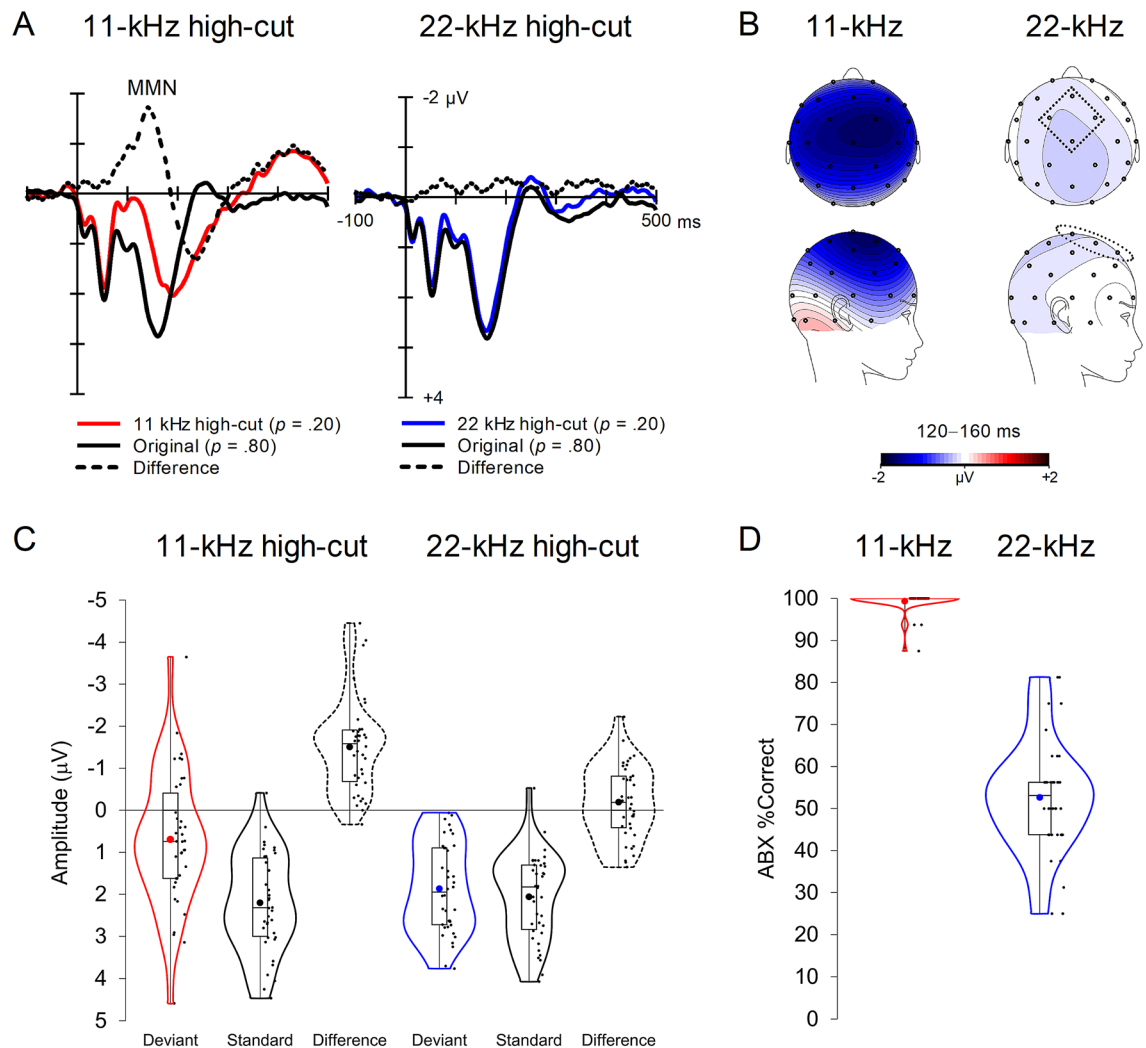 A
11-kHz high-cut
22-kHz high-cut
MMN
-2 µV
-100
500 ms
+4
11 kHz high-cut (p = .20)
Original (p = .80)
Difference
22 kHz high-cut (p = .20)
Original (p = .80)
Difference
B
11-kHz
22-kHz
120–160 ms
-2
µV
+2
C
11-kHz high-cut
22-kHz high-cut
Amplitude (µV)
-5
-4
-3
-2
-1
0
1
2
3
4
5
Deviant
Standard
Difference
Deviant
Standard
Difference
D
11-kHz
22-kHz
ABX %Correct
100
90
80
70
60
50
40
30
20
10
0